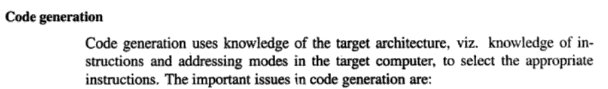 Code generation
Code generation uses knowledge of the target architecture, viz. knowledge of in-
structions and addressing modes in the target computer, to select the appropriate
instructions. The important issues in code generation are: